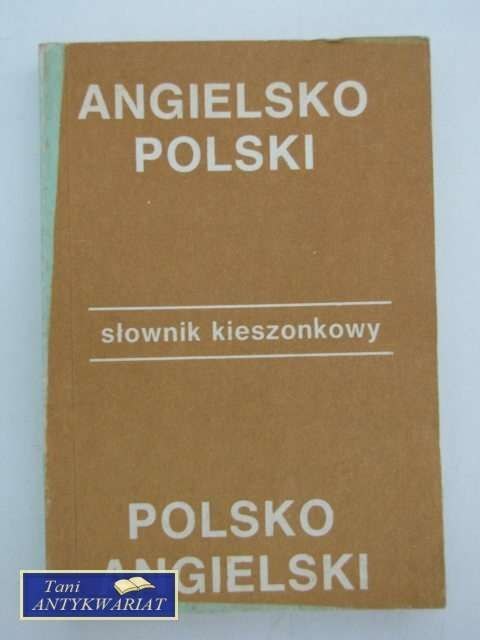 ANGIELSKO
POLSKI
słownik kieszonkowy
POLSKO
ANGIELSKI
Tani
ANTYKWARIAT